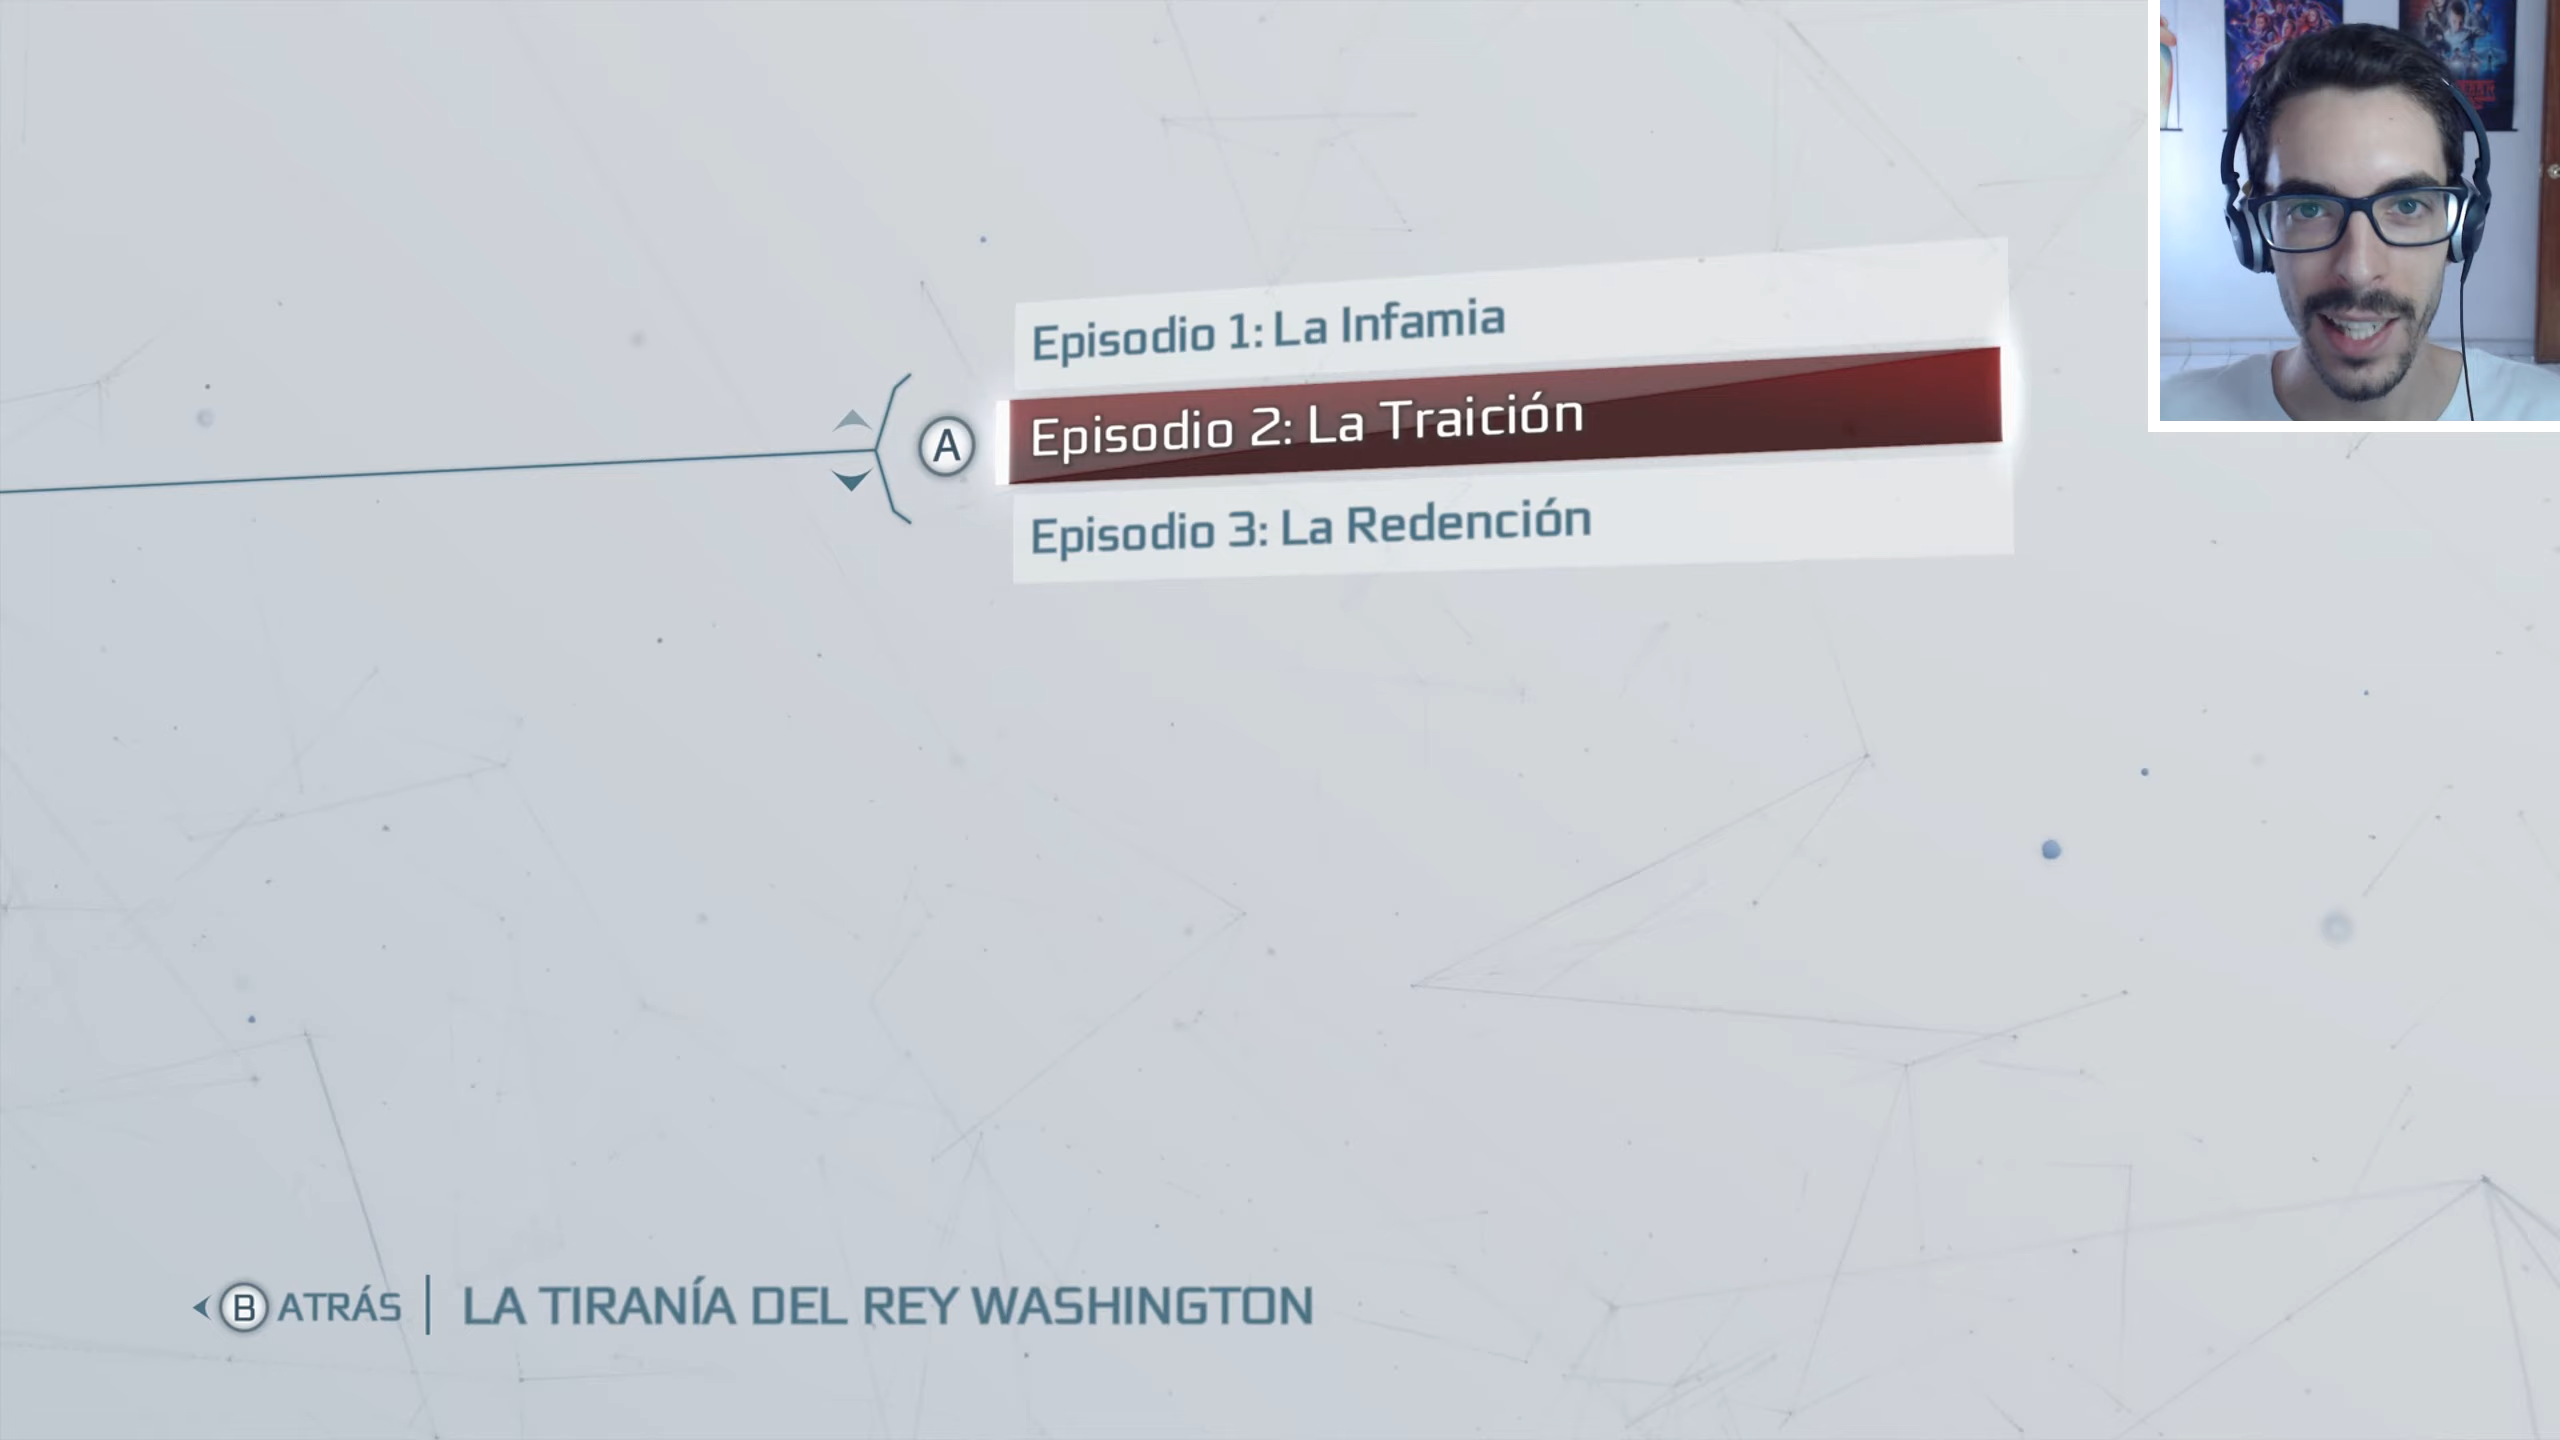 Episodio 1: La Infamia
A
Episodio 2: La Traición
Episodio 3: La Redención
B ATRÁS | LA TIRANÍA DEL REY WASHINGTON